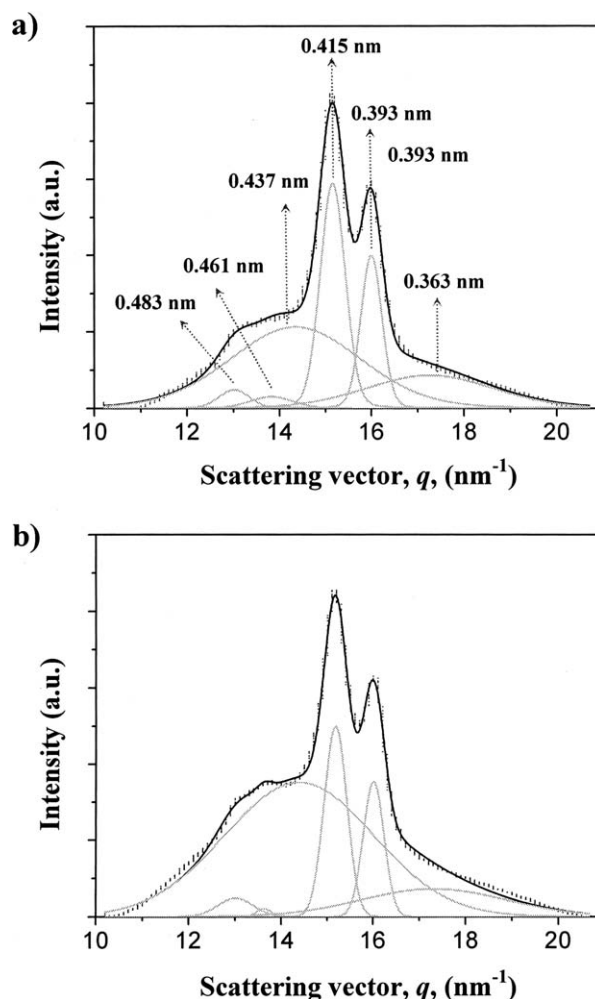 a)
0.415 nm
0.393 nm
0.393 nm
0.437 nm
0.461 nm
0.363 nm
0.483 nm
Intensity (a.u.)
10 12 14 16 18 20
Scattering vector, q, (nm-1)
b)
Intensity (a.u.)
10 12 14 16 18 20
Scattering vector, q, (nm-1)